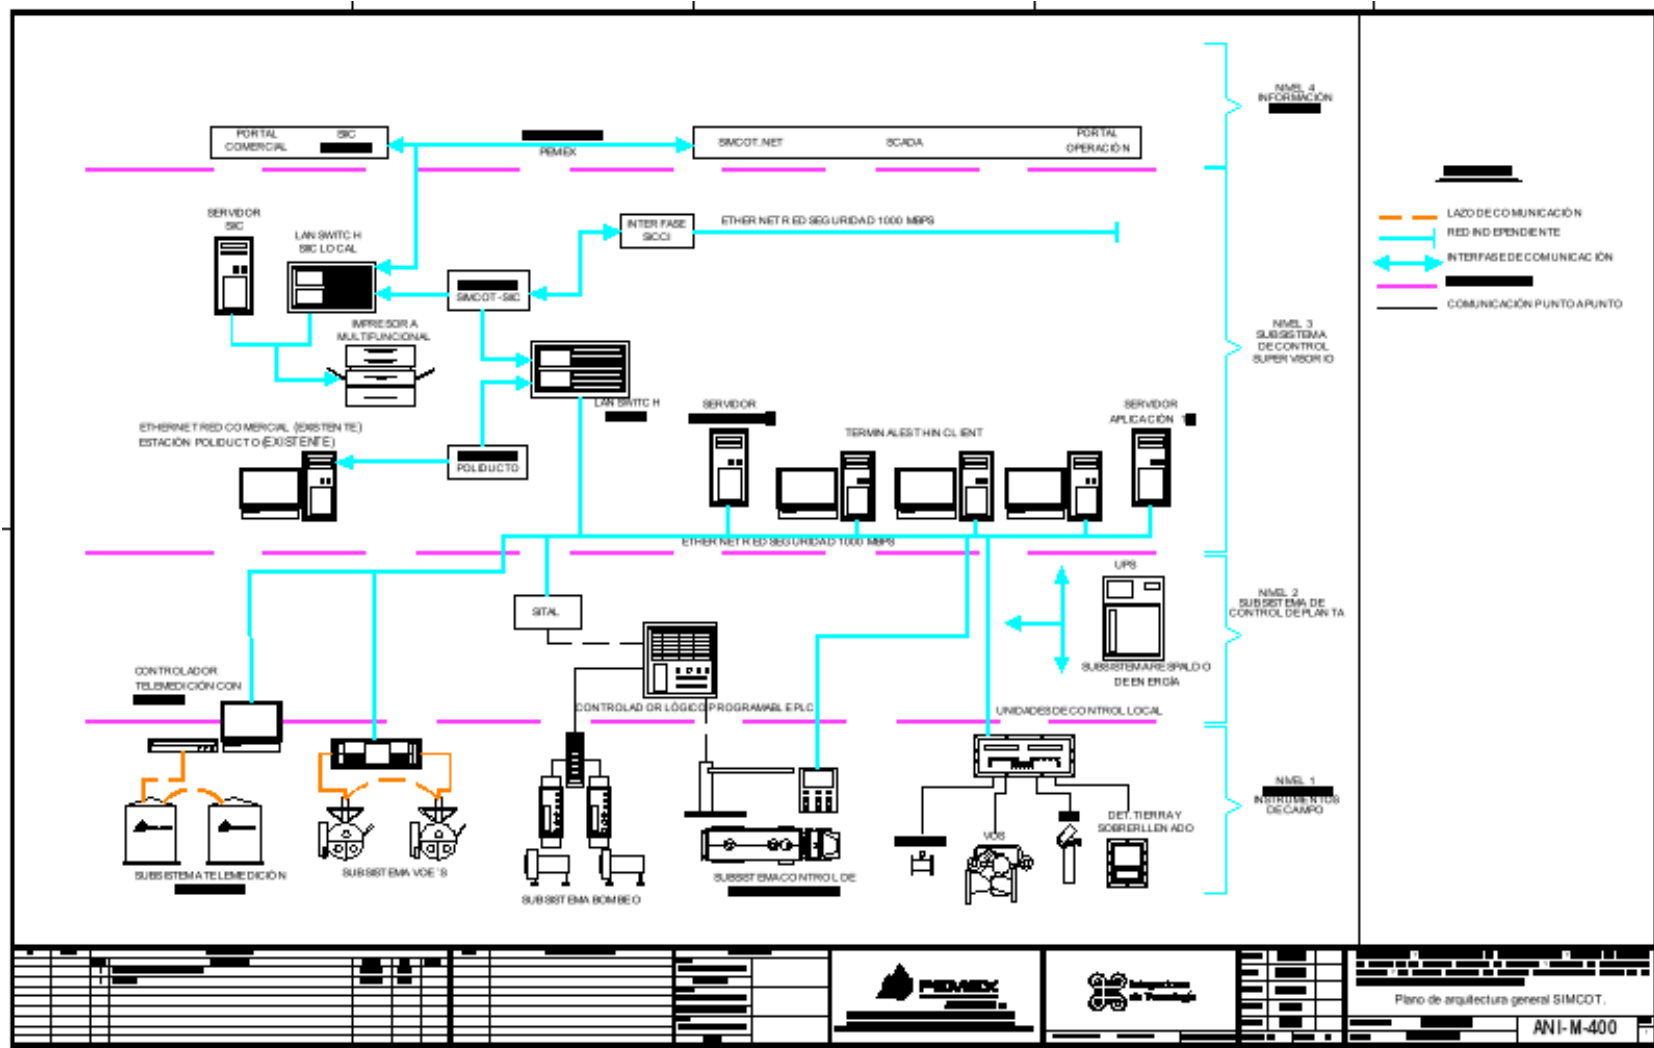 NIVEL 4
INFORMACIÓN
PORTAL
COMERCIAL
SIC
PEMEX
SIMCOT.NET
SCADA
PORTAL
OPERACIÓN
SERVIDOR
SIC
LAN SWITCH
SIC LOCAL
INTERFASE
SICCI
ETHERNET RED SEGURIDAD 1000 MBPS
LAZO DE COMUNICACIÓN
RED INDEPENDIENTE
INTERFASE DE COMUNICACIÓN
COMUNICACIÓN PUNTO A PUNTO
SIMCOT-SIC
IMPRESORA
MULTIFUNCIONAL
NIVEL 3
SUBSISTEMA
DE CONTROL
SUPERVISORIO
LAN SWITCH
SERVIDOR
SERVIDOR
APLICACIÓN 1
ETHERNET RED COMERCIAL (EXISTENTE)
ESTACIÓN POLIDUCTO (EXISTENTE)
TERMINALES THIN CLIENT
POLIDUCTO
ETHERNET RED SEGURIDAD 1000 MBPS
UPS
NIVEL 2
SUBSISTEMA DE
CONTROL DE PLANTA
SITAL
SUBSISTEMA RESPALDO
DE ENERGÍA
CONTROLADOR
TELEMEDICIÓN CON
CONTROLADOR LÓGICO PROGRAMABLE PLC
UNIDADES DE CONTROL LOCAL
NIVEL 1
INSTRUMENTOS
DE CAMPO
DET. TIERRA Y
SOBRERLLENADO
VOS
SUBSISTEMA TELEMEDICIÓN
SUBSISTEMA VOE´S
SUBSISTEMA BOMBEO
SUBSISTEMA CONTROL DE
PEMEX
Integradores
de Tecnología
Plano de arquitectura general SIMCOT.
ANI-M-400